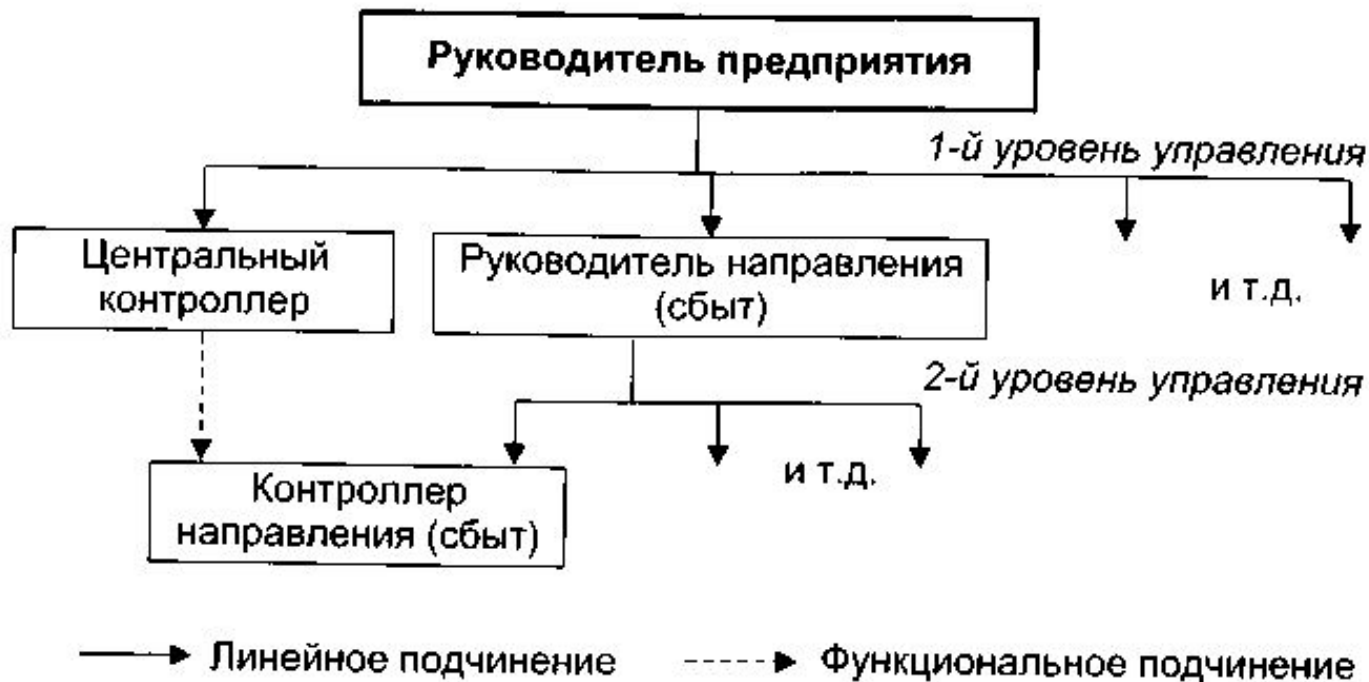 Руководитель предприятия
1-й уровень управления
Центральный
контроллер
Руководитель направления
(сбыт)
и т.д.
2-й уровень управления
Контроллер
направления (сбыт)
и т.д.
Линейное подчинение
Функциональное подчинение